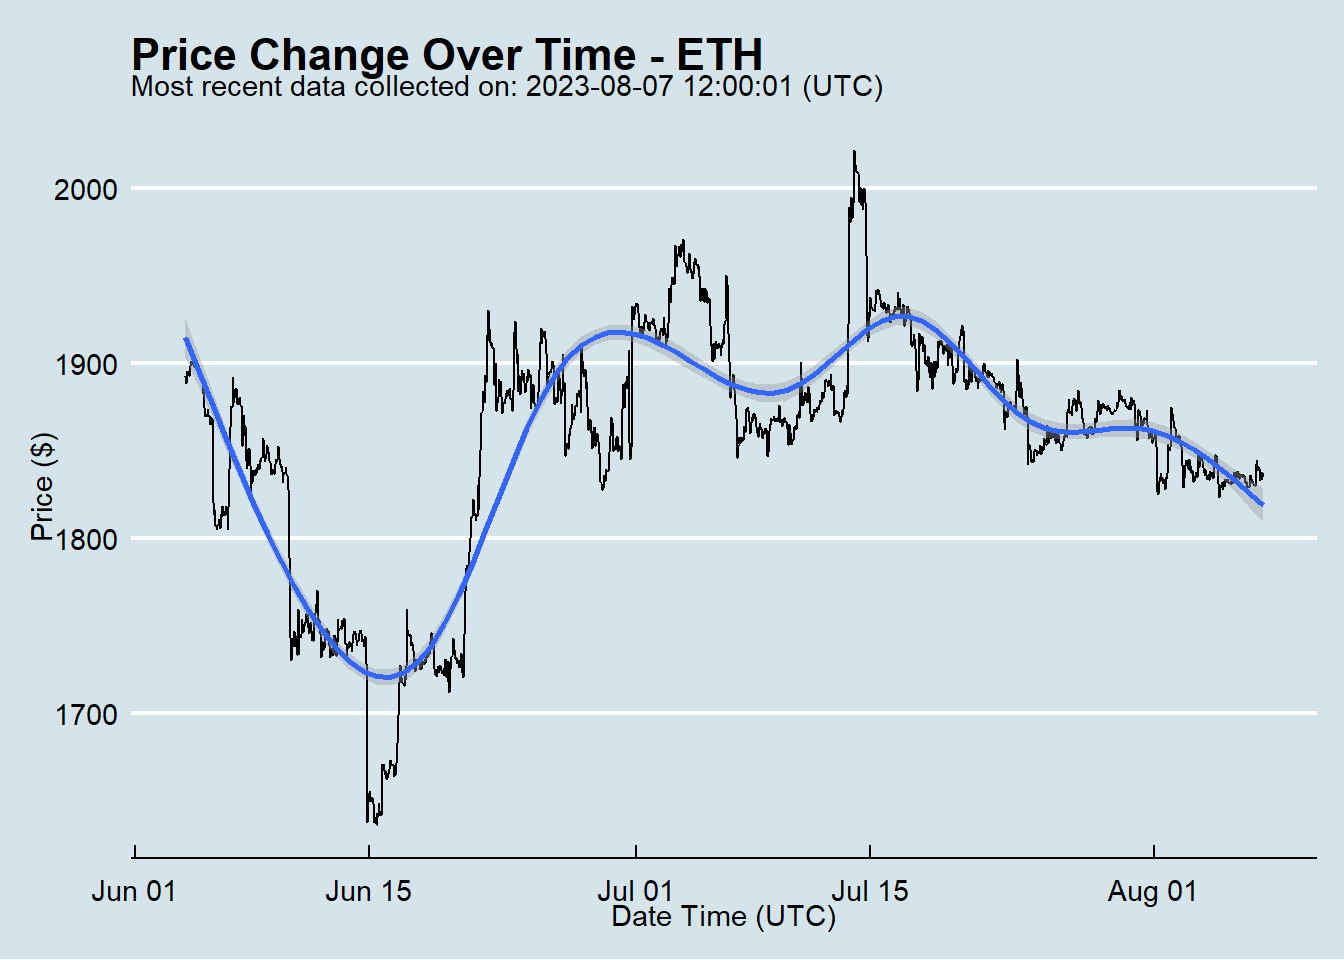 Price Change Over Time - ETH
Most recent data collected on: 2023-08-07 12:00:01 (UTC)
Price ($)
2000
1900
1800
1700
Jun 01
Jun 15
Jul 01
Jul 15
Aug 01
Date Time (UTC)